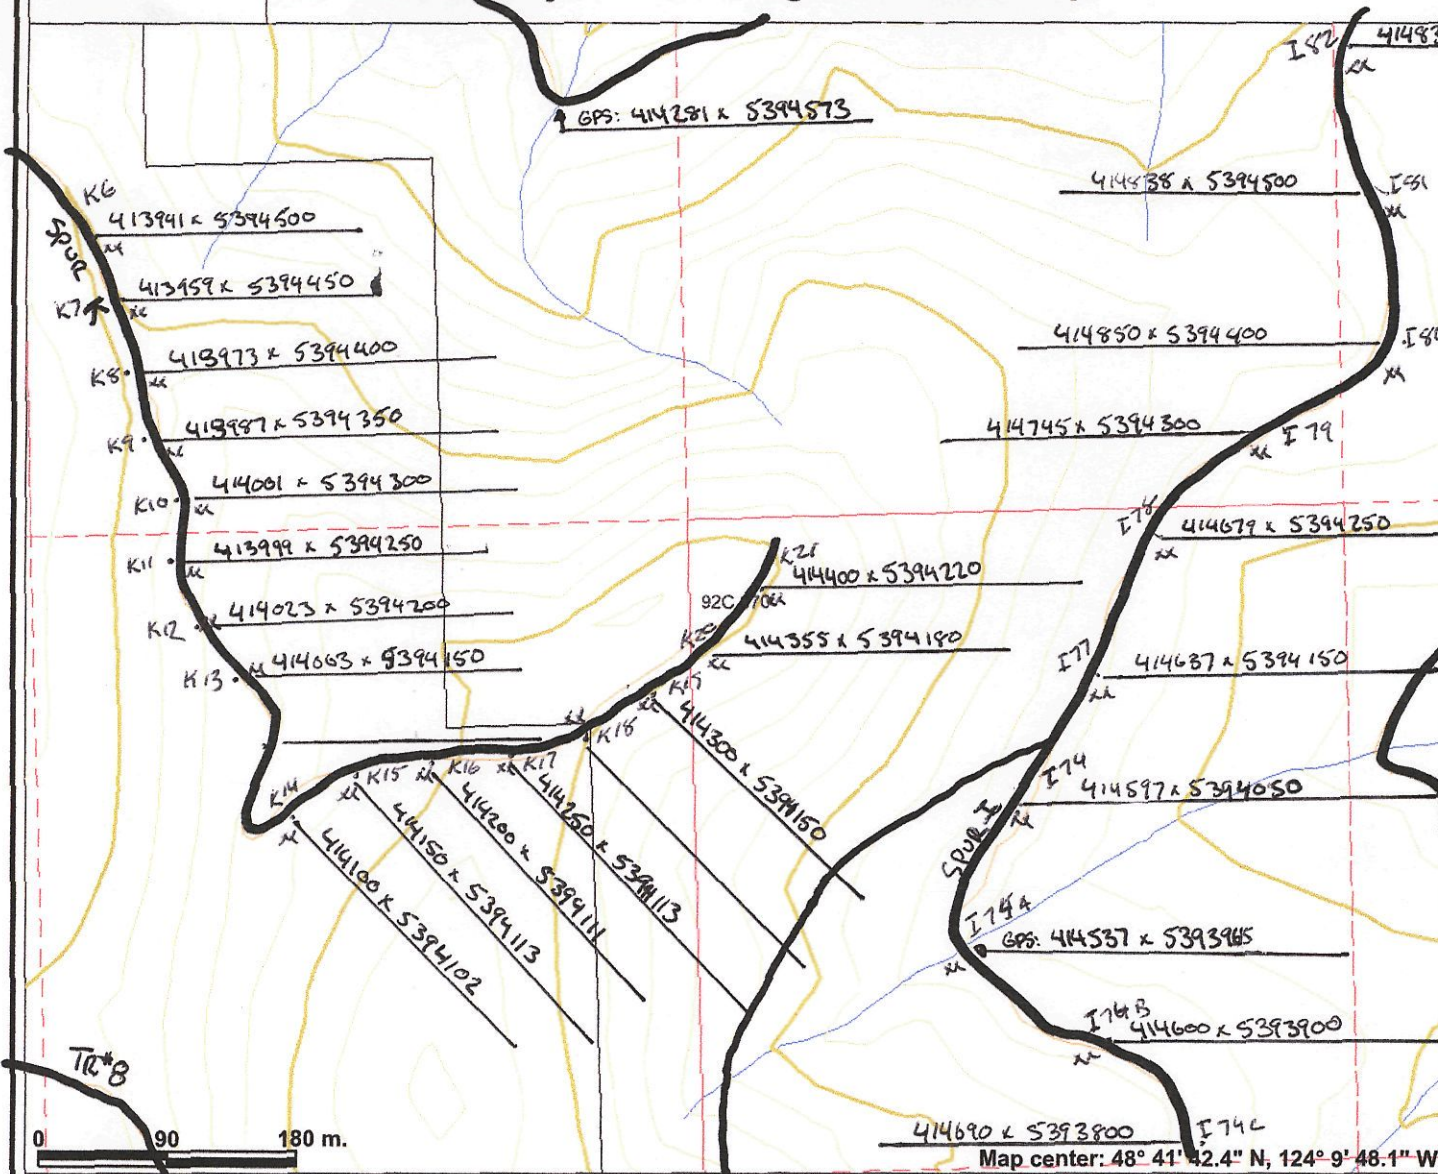 I82
41483
GPS: 414281 x 5394573
K6
413941 x 5394500
SPUR
414838 x 5394500
I81
K7
413959 x 5394450
K8
413973 x 5394400
414850 x 5394400
K9
413987 x 5394350
414745 x 5394300
I79
K10
414001 x 5394300
I78
414679 x 5394250
K11
413999 x 5394250
K21
414400 x 5394220
92C
K12
414023 x 5394200
K20
414355 x 5394180
K13
414063 x 5394150
I77
414637 x 5394150
K19
414300 x 5394150
K18
K14
K15
K16
K17
I74
414597 x 5394050
414100 x 5394102
414150 x 5394113
414200 x 5394111
414250 x 5394113
SPUR I
GPS: 414537 x 5393965
414600 x 5393900
TR#8
0 90 180 m.
414690 x 5393800
I74C
Map center: 48° 41' 42.4" N, 124° 9' 48.1" W